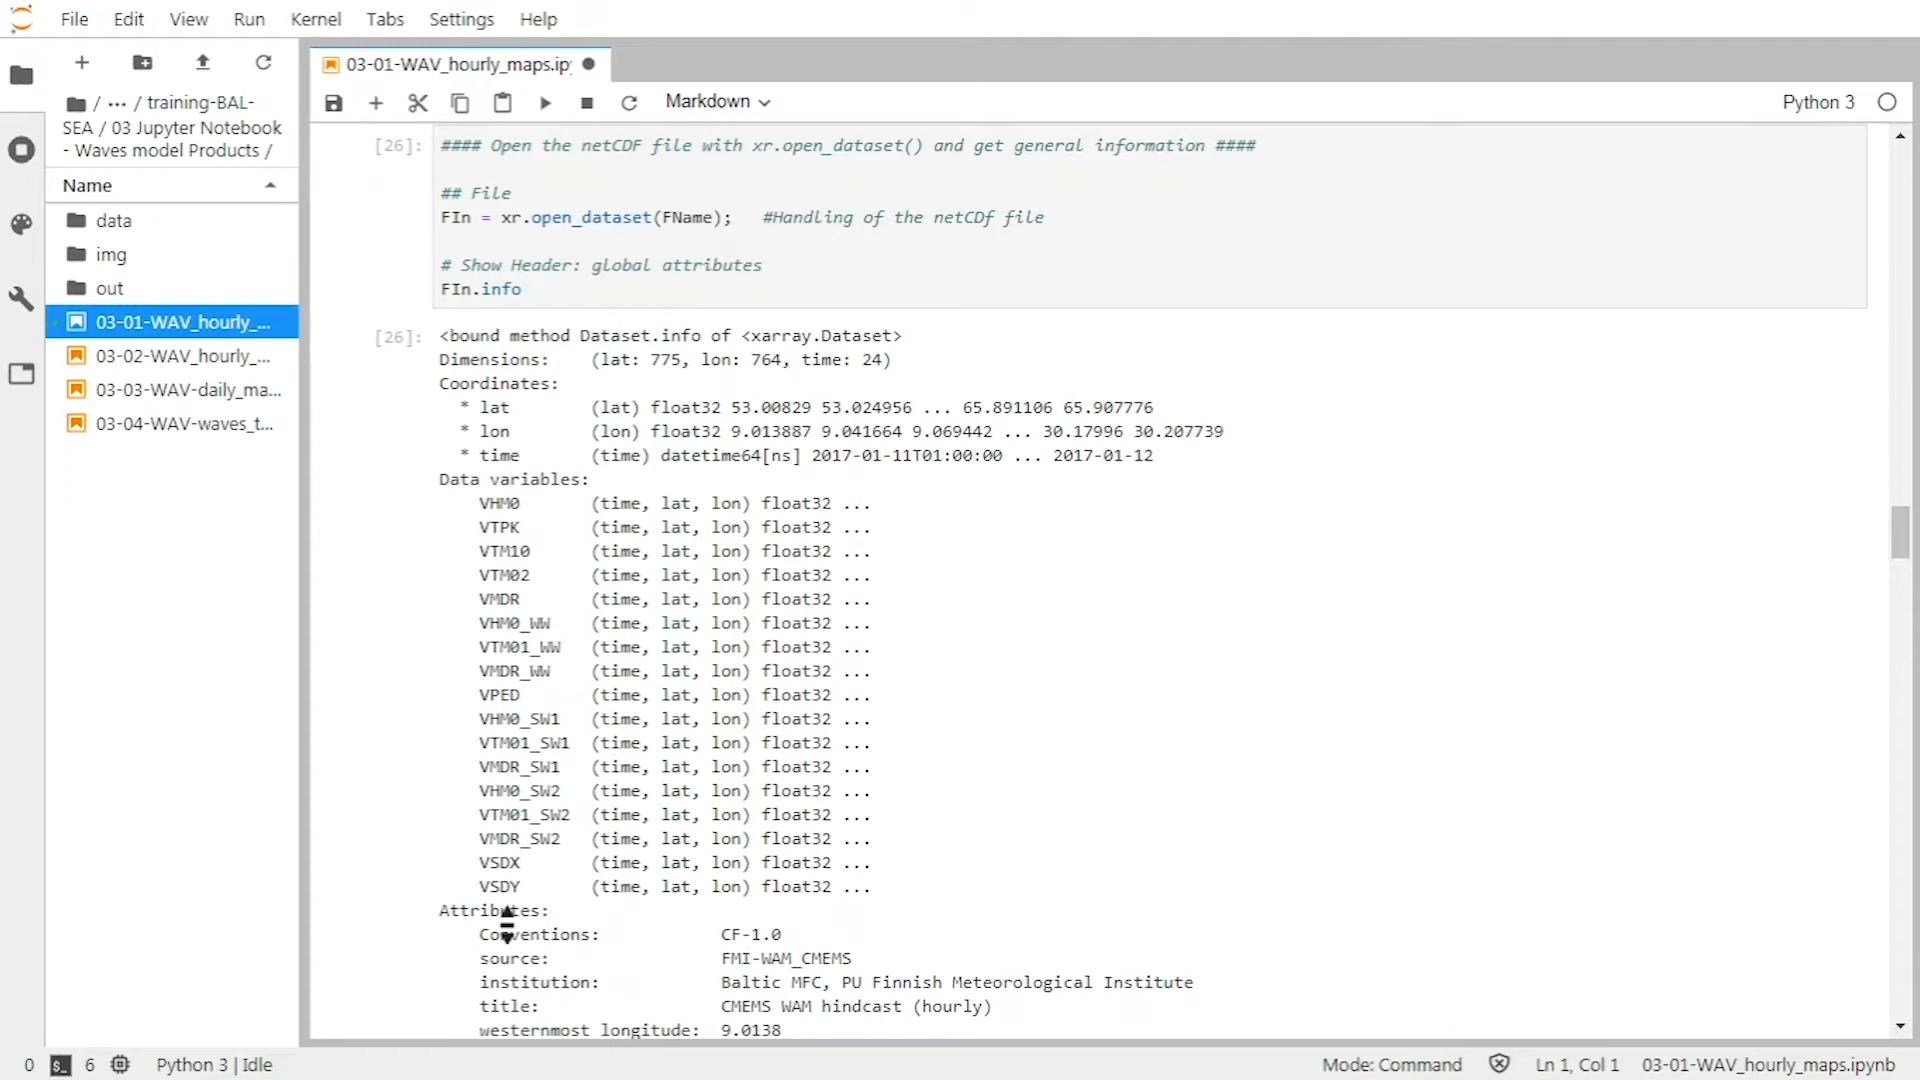 File Edit View Run Kernel Tabs Settings Help
03-01-WAV_hourly_maps.ip
/ ··· / training-BAL-
SEA / 03 Jupyter Notebook
- Waves model Products /
Name
data
img
out
03-01-WAV_hourly_...
03-02-WAV_hourly_...
03-03-WAV-daily_ma...
03-04-WAV-waves_t...
Markdown
Python 3
[26]: #### Open the netCDF file with xr.open_dataset() and get general information ####
## File
FIn = xr.open_dataset(FName); #Handling of the netCDf file
# Show Header: global attributes
FIn.info
[26]: <bound method Dataset.info of <xarray.Dataset>
Dimensions: (lat: 775, lon: 764, time: 24)
Coordinates:
* lat (lat) float32 53.00829 53.024956 ... 65.891106 65.907776
* lon (lon) float32 9.013887 9.041664 9.069442 ... 30.17996 30.207739
* time (time) datetime64[ns] 2017-01-11T01:00:00 ... 2017-01-12
Data variables:
VHM0 (time, lat, lon) float32 ...
VTPK (time, lat, lon) float32 ...
VTM10 (time, lat, lon) float32 ...
VTM02 (time, lat, lon) float32 ...
VMDR (time, lat, lon) float32 ...
VHM0_WW (time, lat, lon) float32 ...
VTM01_WW (time, lat, lon) float32 ...
VMDR_WW (time, lat, lon) float32 ...
VPED (time, lat, lon) float32 ...
VHM0_SW1 (time, lat, lon) float32 ...
VTM01_SW1 (time, lat, lon) float32 ...
VMDR_SW1 (time, lat, lon) float32 ...
VHM0_SW2 (time, lat, lon) float32 ...
VTM01_SW2 (time, lat, lon) float32 ...
VMDR_SW2 (time, lat, lon) float32 ...
VSDX (time, lat, lon) float32 ...
VSDY (time, lat, lon) float32 ...
Attributes:
Conventions: CF-1.0
source: FMI-WAM_CMEMS
institution: Baltic MFC, PU Finnish Meteorological Institute
title: CMEMS WAM hindcast (hourly)
westernmost longitude: 9.0138
0 $_ 6 Python 3 | Idle
Mode: Command Ln 1, Col 1 03-01-WAV_hourly_maps.ipynb